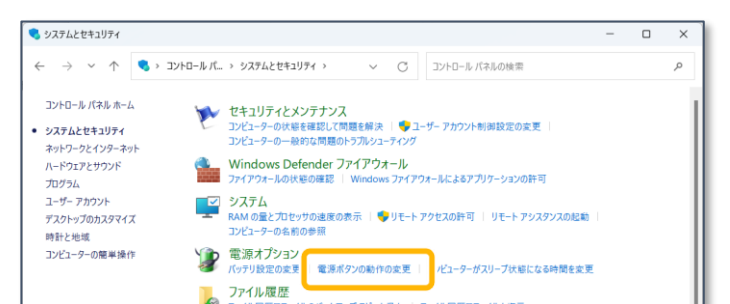 システムとセキュリティ
コントロール パ... › システムとセキュリティ ›
コントロール パネルの検索
コントロール パネル ホーム
システムとセキュリティ
ネットワークとインターネット
ハードウェアとサウンド
プログラム
ユーザー アカウント
デスクトップのカスタマイズ
時計と地域
コンピューターの簡単操作
セキュリティとメンテナンス
コンピューターの状態を確認して問題を解決 | ユーザー アカウント制御設定の変更 |
コンピューターの一般的な問題のトラブルシューティング
Windows Defender ファイアウォール
ファイアウォールの状態の確認 | Windows ファイアウォールによるアプリケーションの許可
システム
RAM の量とプロセッサの速度の表示 | リモート アクセスの許可 | リモート アシスタンスの起動 |
コンピューターの名前の参照
電源オプション
バッテリ設定の変更 電源ボタンの動作の変更 | ピューターがスリープ状態になる時間を変更
ファイル履歴